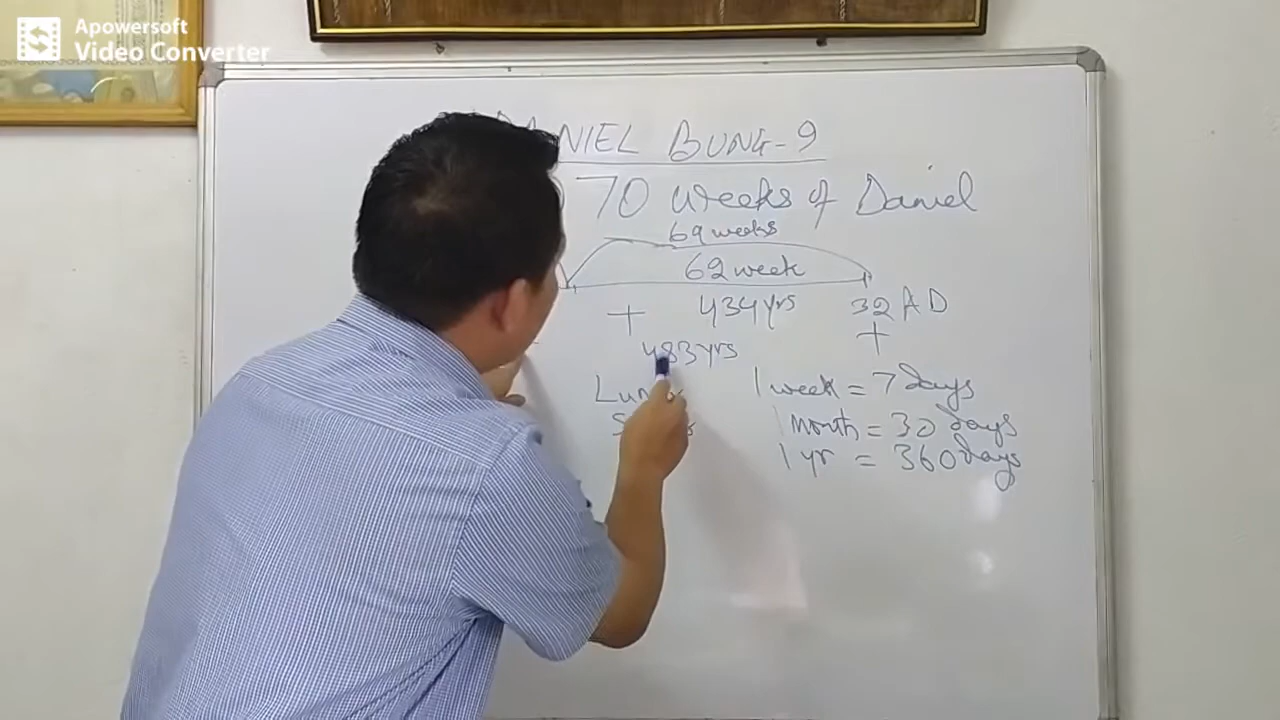 Apowersoft
Video Converter
DANIEL BUNG-9
70 weeks of Daniel
69 weeks
62 week
434 yrs 32 AD
+ +
483 yrs
1 week = 7 days
1 Month = 30 days
1 yr = 360 days